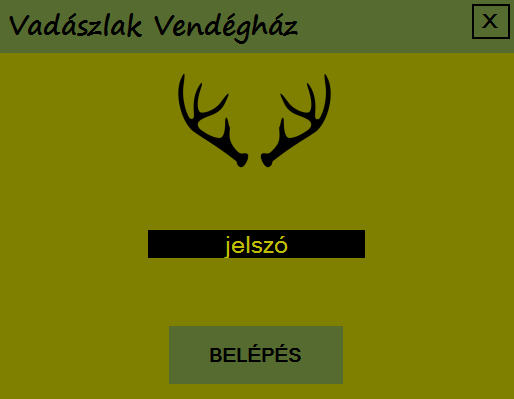 Vadászlak Vendégház
X
jelszó
BELÉPÉS